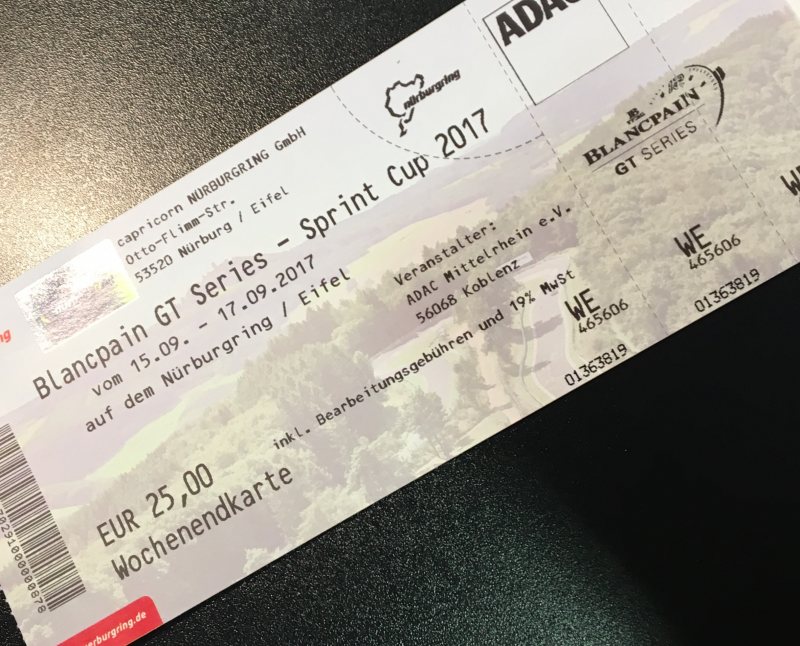 capricorn NÜRBURGRING GmbH
Otto-Flimm-Str.
53520 Nürburg / Eifel
nürburgring
ADAC
BLANCPAIN
GT SERIES
Blancpain GT Series - Sprint Cup 2017
vom 15.09. - 17.09.2017
auf dem Nürburgring / Eifel
Veranstalter:
ADAC Mittelrhein e.V.
56068 Koblenz
inkl. Bearbeitungsgebühren und 19% MwSt
EUR 25,00
Wochenendkarte
WE
465606
01363819
WE
465606
01363819
WE
erburgring.de